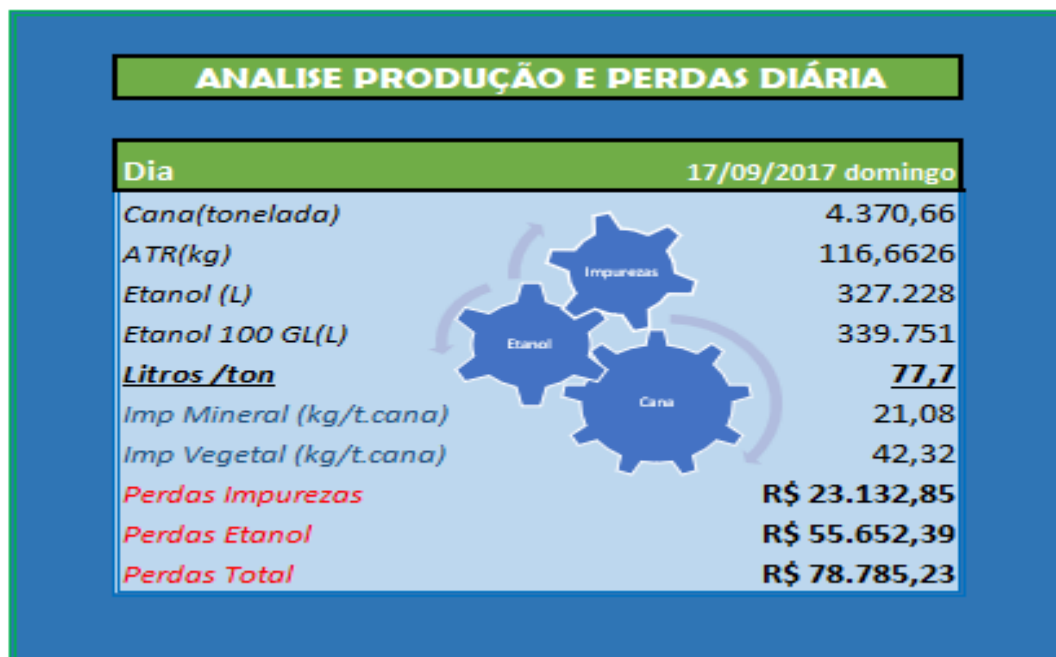 ANALISE PRODUÇÃO E PERDAS DIÁRIA
Dia 17/09/2017 domingo
Cana(tonelada) 4.370,66
ATR(kg) 116,6626
Etanol (L) 327.228
Etanol 100 GL(L) 339.751
Litros /ton 77,7
Imp Mineral (kg/t.cana) 21,08
Imp Vegetal (kg/t.cana) 42,32
Perdas Impurezas R$ 23.132,85
Perdas Etanol R$ 55.652,39
Perdas Total R$ 78.785,23
Impurezas
Etanol
Cana